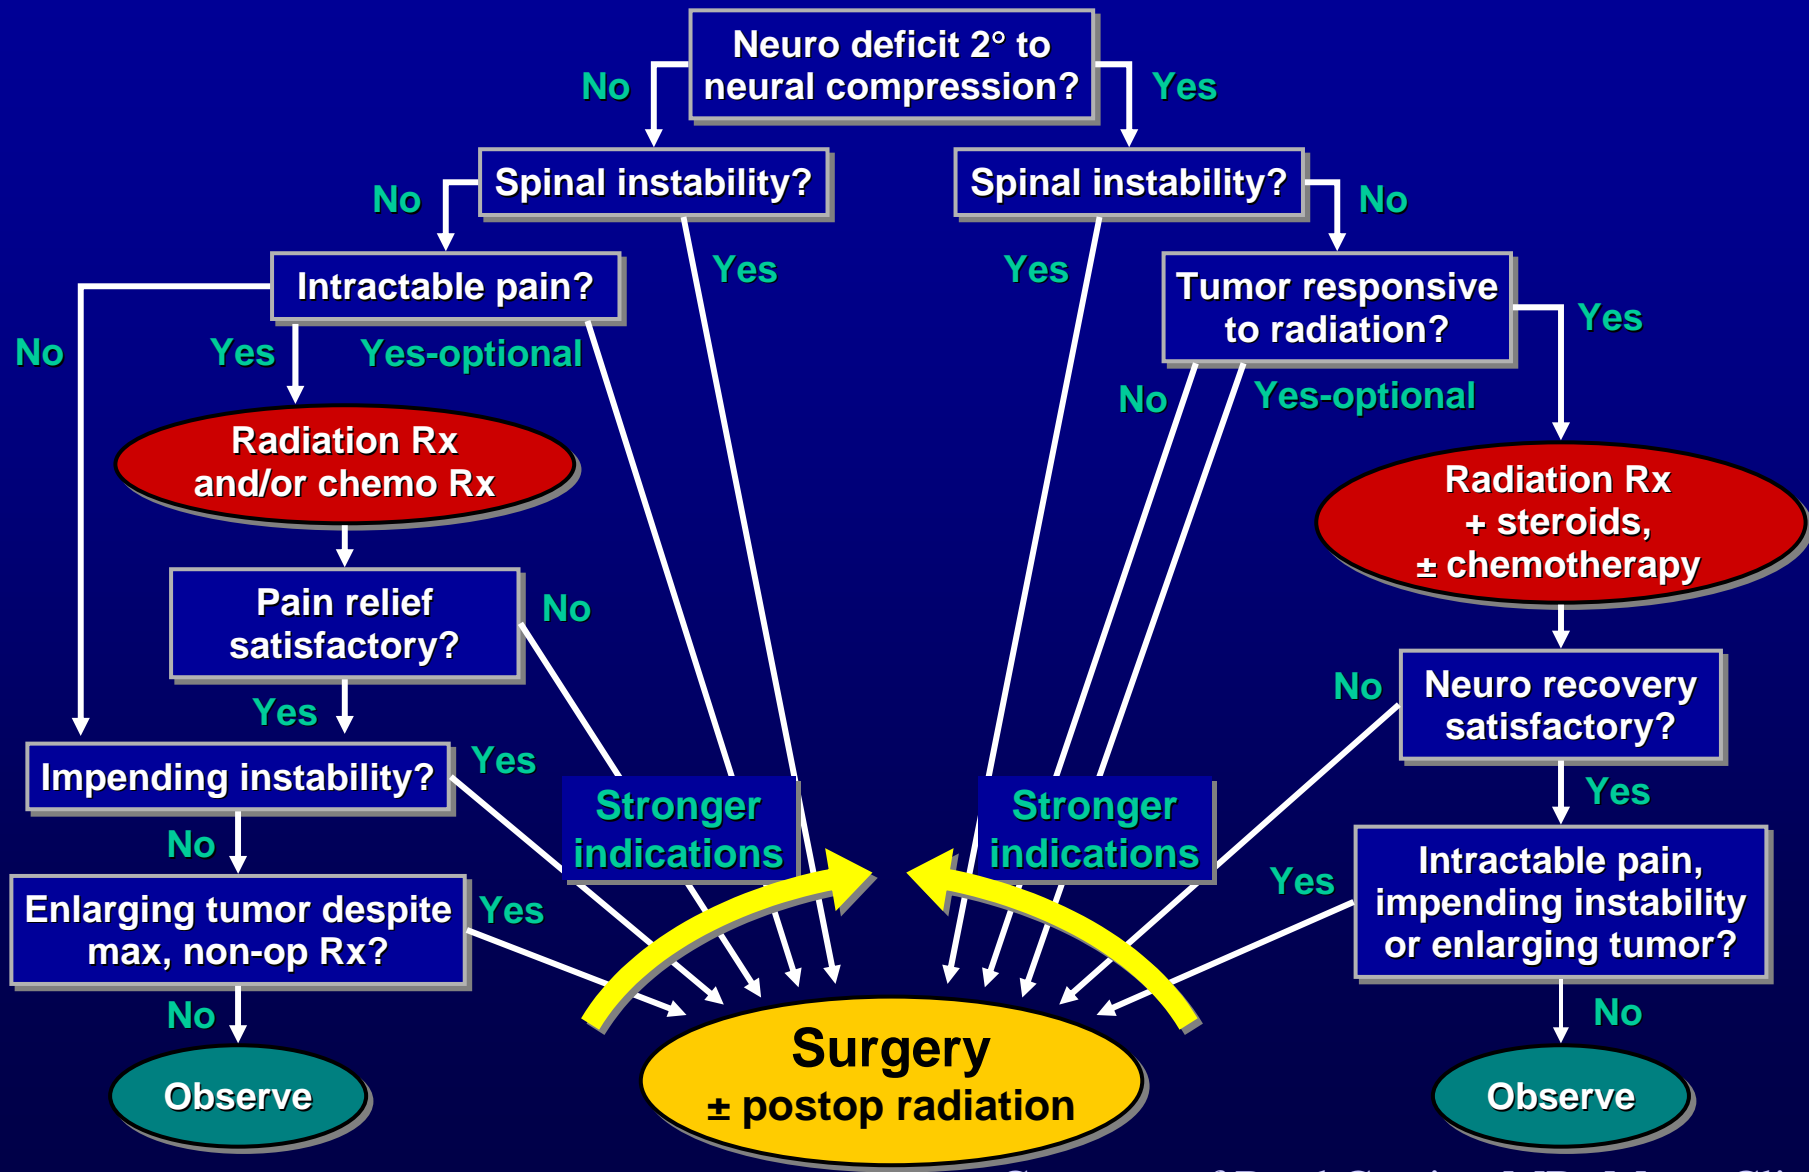 Neuro deficit 2° to
neural compression?
No
Yes
Spinal instability?
Spinal instability?
No
No
Yes
Yes
Intractable pain?
Tumor responsive
to radiation?
No
Yes
Yes-optional
Yes
No
Yes-optional
Radiation Rx
and/or chemo Rx
Radiation Rx
+ steroids,
± chemotherapy
Pain relief
satisfactory?
No
Yes
Neuro recovery
satisfactory?
No
Yes
Impending instability?
Yes
No
Stronger
indications
Stronger
indications
Intractable pain,
impending instability
or enlarging tumor?
Yes
No
Enlarging tumor despite
max, non-op Rx?
Yes
No
Observe
Surgery
± postop radiation
Observe